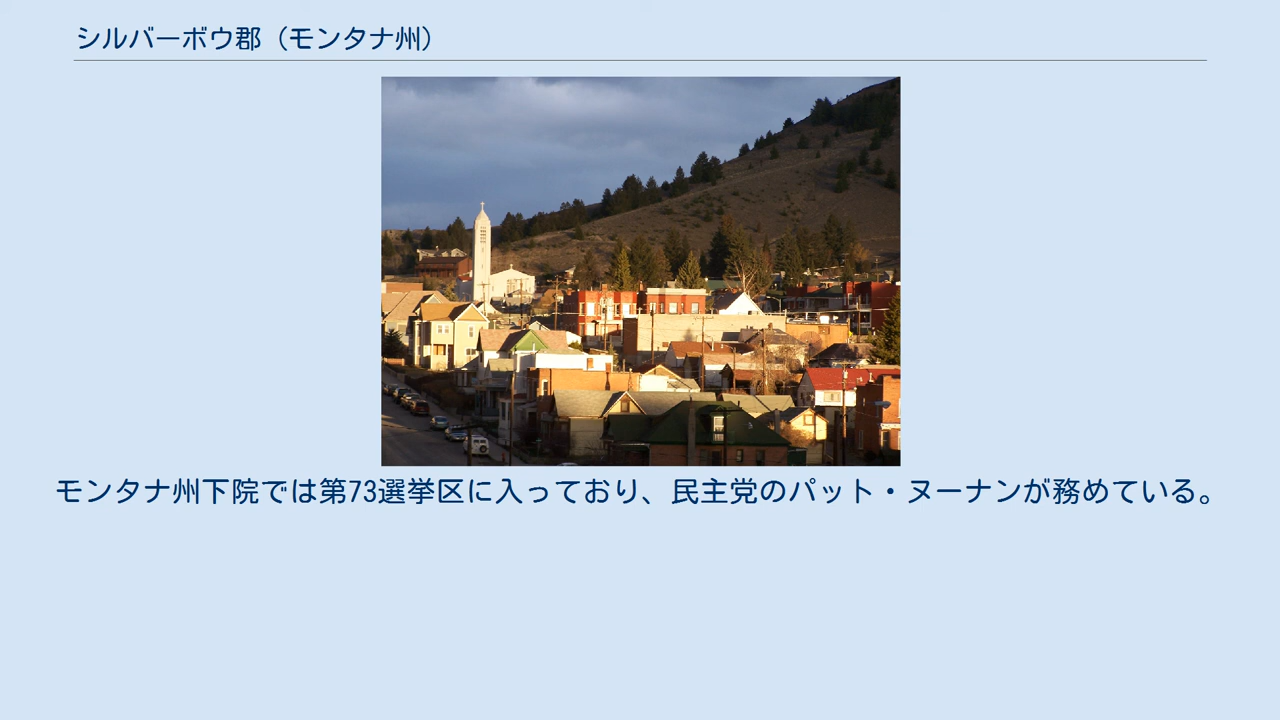 シルバーボウ郡（モンタナ州）
モンタナ州下院では第73選挙区に入っており、民主党のパット・ヌーナンが務めている。